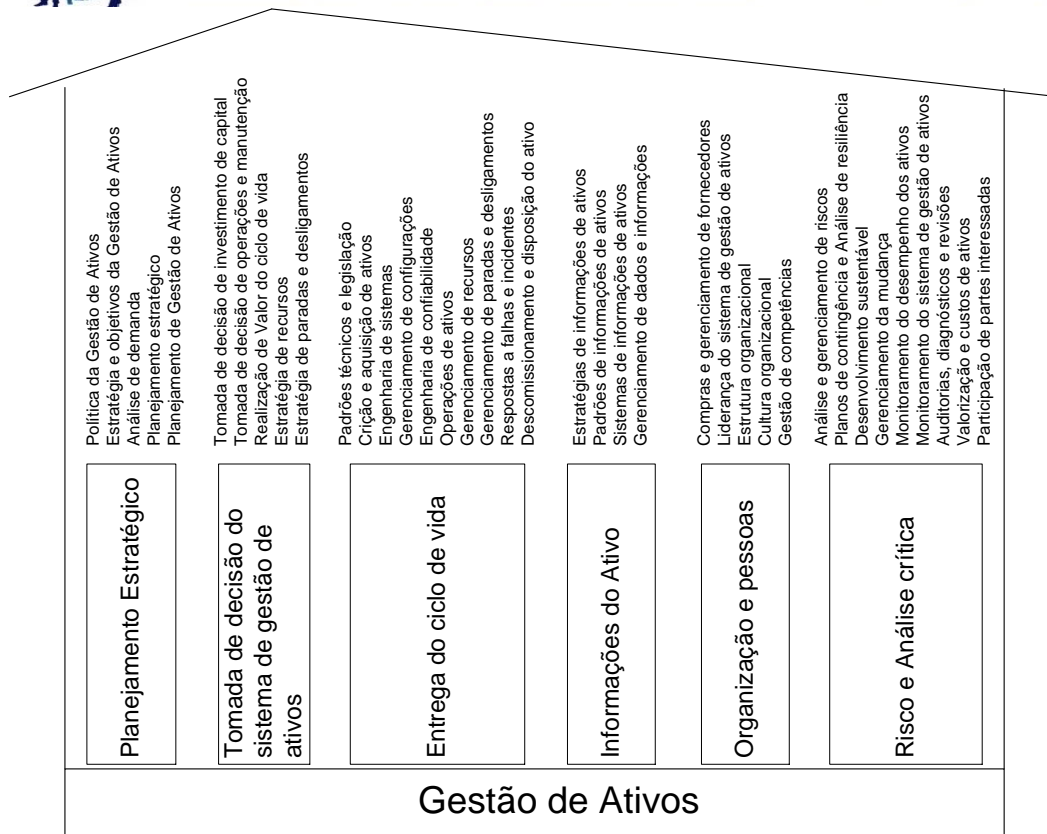 Política da Gestão de Ativos
Estratégia e objetivos da Gestão de Ativos
Análise de demanda
Planejamento estratégico
Planejamento de Gestão de Ativos
Planejamento Estratégico
Tomada de decisão de investimento de capital
Tomada de decisão de operações e manutenção
Realização de Valor do ciclo de vida
Estratégia de recursos
Estratégia de paradas e desligamentos
Tomada de decisão do
sistema de gestão de
ativos
Padrões técnicos e legislação
Crição e aquisição de ativos
Engenharia de sistemas
Gerenciamento de configurações
Engenharia de confiabilidade
Operações de ativos
Gerenciamento de recursos
Gerenciamento de paradas e desligamentos
Respostas a falhas e incidentes
Descomissionamento e disposição do ativo
Entrega do ciclo de vida
Estratégias de informações de ativos
Padrões de informações de ativos
Sistemas de informações de ativos
Gerenciamento de dados e informações
Informações do Ativo
Compras e gerenciamento de fornecedores
Liderança do sistema de gestão de ativos
Estrutura organizacional
Cultura organizacional
Gestão de competências
Organização e pessoas
Análise e gerenciamento de riscos
Planos de contingência e Análise de resiliência
Desenvolvimento sustentável
Gerenciamento da mudança
Monitoramento do desempenho dos ativos
Monitoramento do sistema de gestão de ativos
Auditorias, diagnósticos e revisões
Valorização e custos de ativos
Participação de partes interessadas
Risco e Análise crítica
Gestão de Ativos